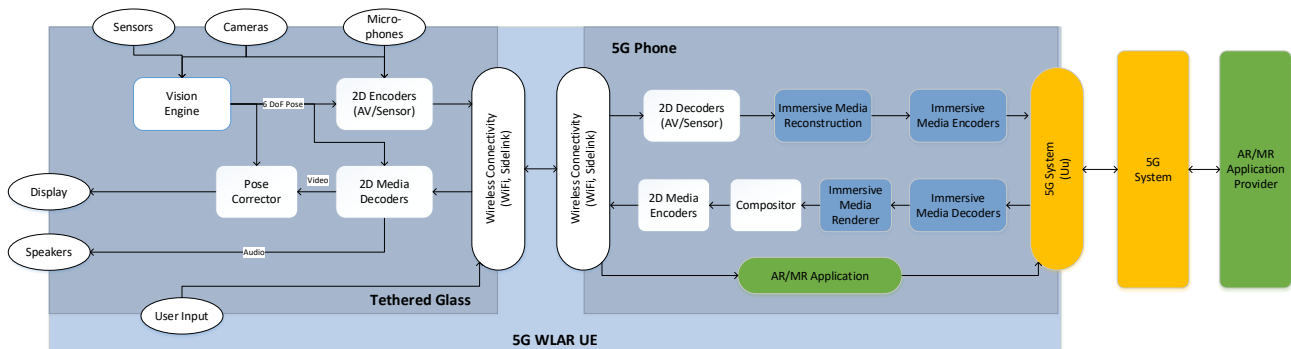 Sensors
Cameras
Micro-
phones
5G Phone
Vision
Engine
6 DoF Pose
2D Encoders
(AV/Sensor)
Wireless Connectivity
(WiFi, Sidelink)
Wireless Connectivity
(WiFi, Sidelink)
2D Decoders
(AV/Sensor)
Immersive Media
Reconstruction
Immersive
Media Encoders
5G System
(Uu)
5G
System
AR/MR
Application
Provider
Display
Pose
Corrector
Video
2D Media
Decoders
2D Media
Encoders
Compositor
Immersive
Media
Renderer
Immersive
Media Decoders
Speakers
Audio
AR/MR Application
Tethered Glass
User Input
5G WLAR UE